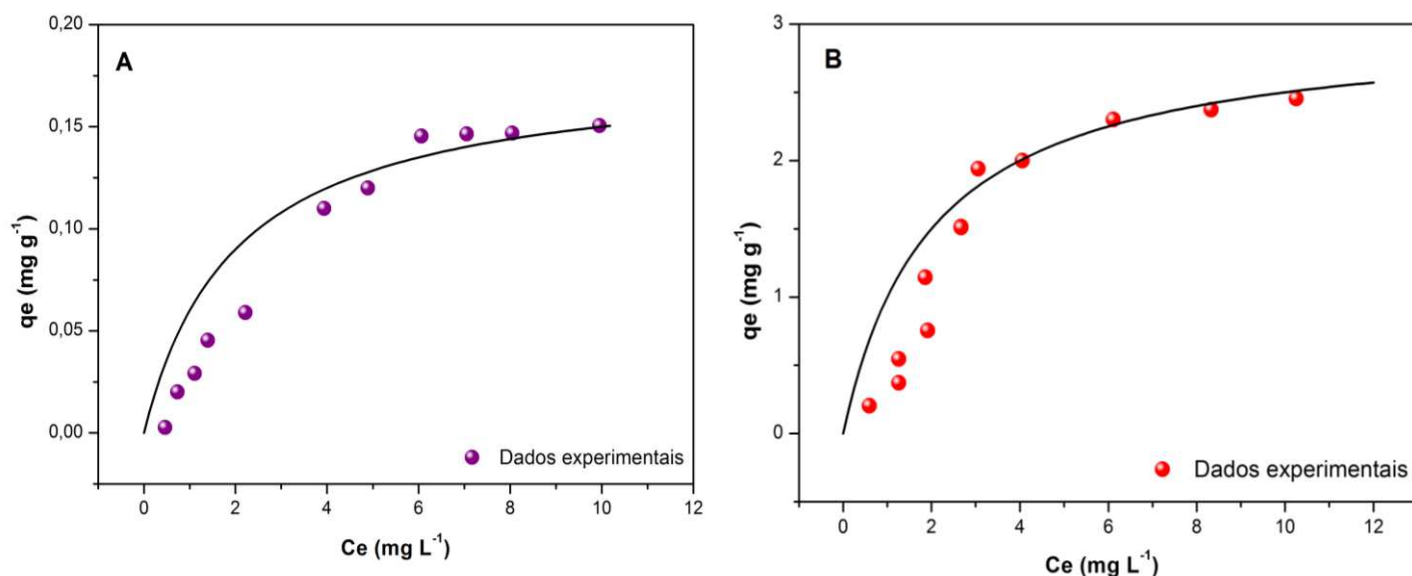 A
0,20
0,15
0,10
0,05
0,00
qe (mg g⁻¹)
Dados experimentais
0 2 4 6 8 10 12
Ce (mg L⁻¹)
B
3
2
1
0
qe (mg g⁻¹)
Dados experimentais
0 2 4 6 8 10 12
Ce (mg L⁻¹)